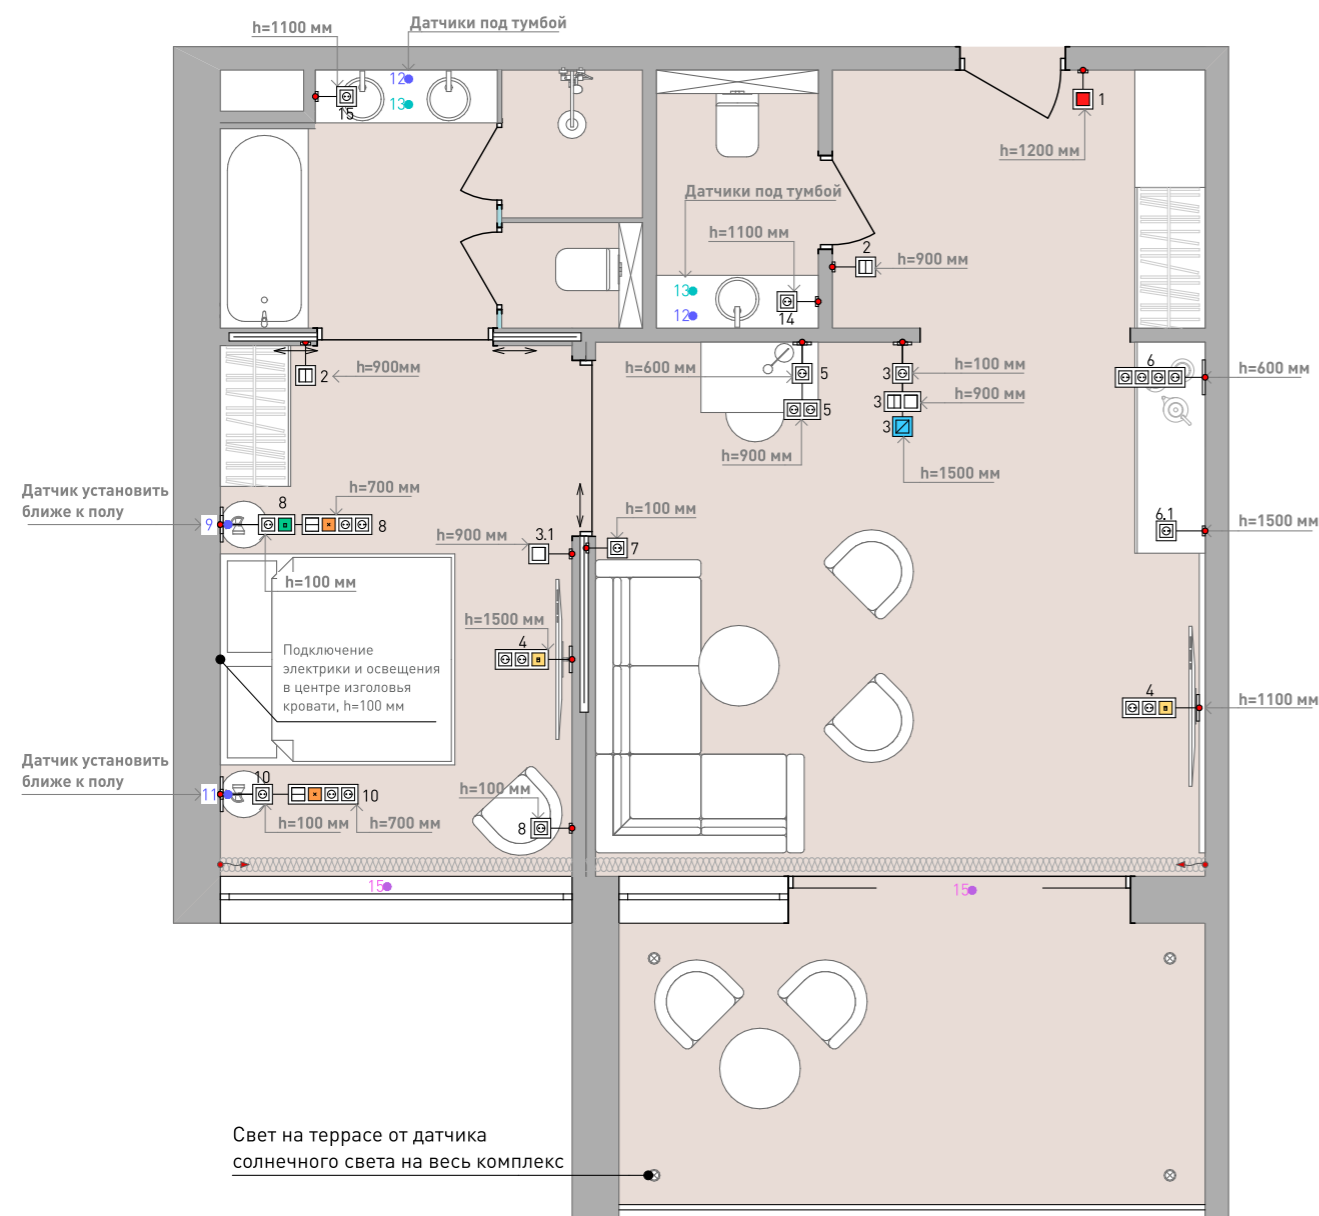 h=1100 мм
Датчики под тумбой
12
13
15
1
h=1200 мм
Датчики под тумбой
h=1100 мм
13
12
14
2
h=900 мм
2
h=900мм
h=600 мм
5
5
h=900 мм
3
h=100 мм
3
h=900 мм
3
h=1500 мм
6
h=600 мм
6.1
h=1500 мм
Датчик установить
ближе к полу
9
8
h=700 мм
8
h=100 мм
h=900 мм
3.1
h=100 мм
7
h=1500 мм
4
Подключение
электрики и освещения
в центре изголовья
кровати, h=100 мм
4
h=1100 мм
Датчик установить
ближе к полу
11
10
10
h=100 мм
h=700 мм
h=100 мм
8
15
15
Свет на террасе от датчика
солнечного света на весь комплекс